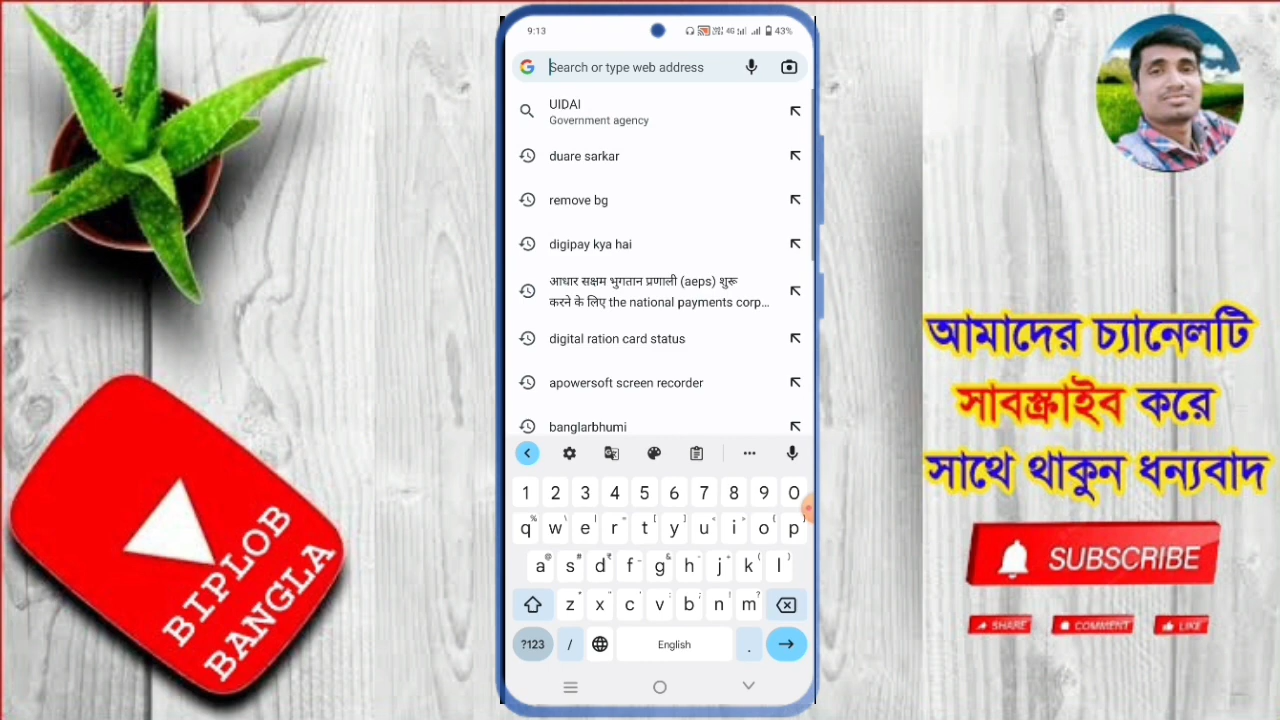 9:13
4G
43%
Search or type web address
UIDAI
Government agency
duare sarkar
remove bg
digipay kya hai
आधार सक्षम भुगतान प्रणाली (aeps) शुरू
करने के लिए the national payments corp...
digital ration card status
apowersoft screen recorder
banglarbhumi
1 2 3 4 5 6 7 8 9 0
q w e r t y u i o p
a s d f g h j k l
z x c v b n m
?123 / English .
BIPLOB
BANGLA
আমাদের চ্যানেলটি
সাবস্ক্রাইব করে
সাথে থাকুন ধন্যবাদ
SUBSCRIBE
SHARE COMMENT LIKE